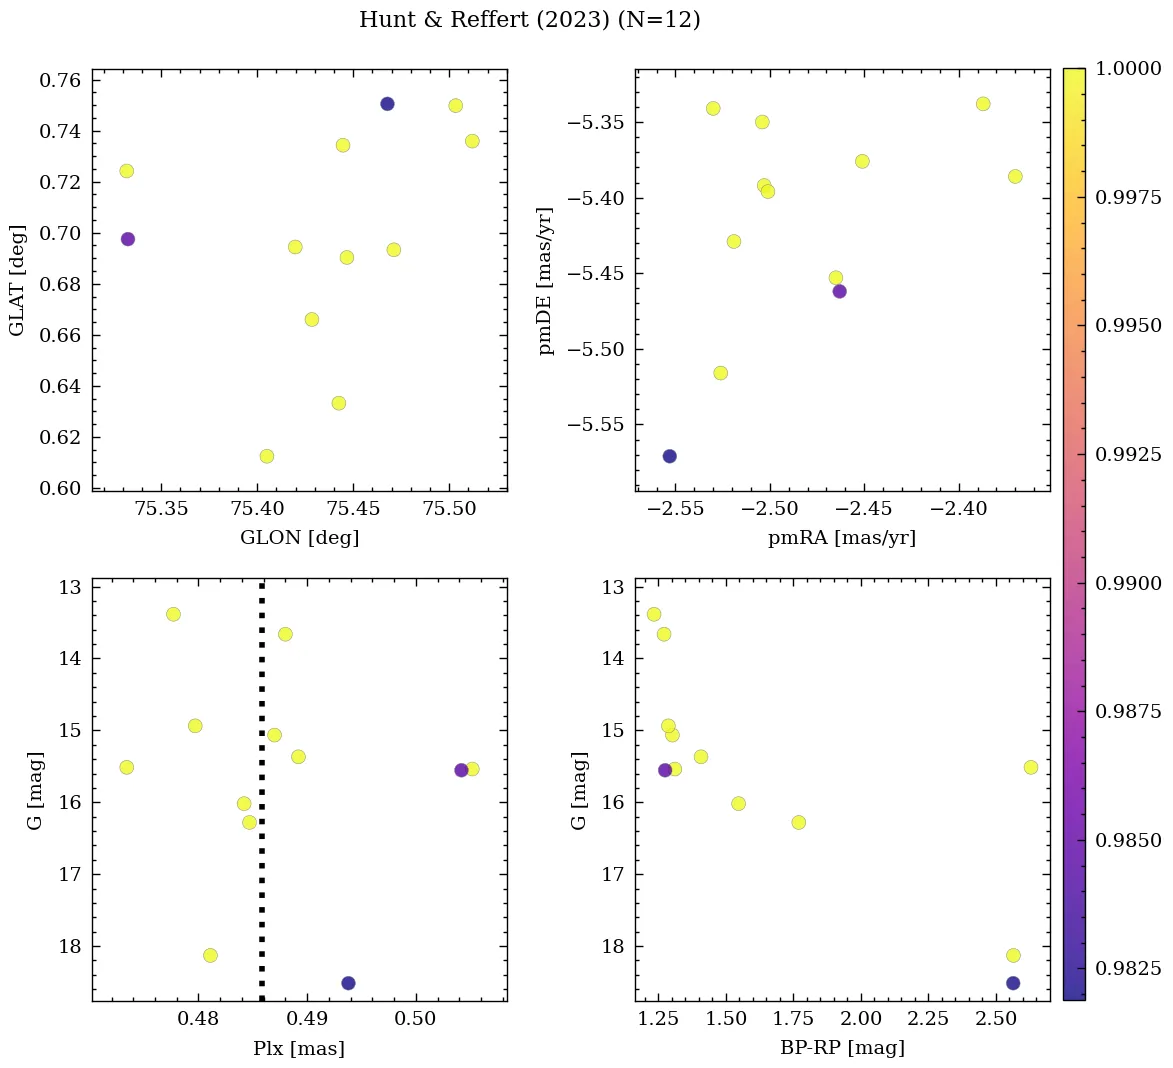 Hunt & Reffert (2023) (N=12)
0.76
0.74
0.72
0.70
0.68
0.66
0.64
0.62
0.60
GLAT [deg]
75.35 75.40 75.45 75.50
GLON [deg]
−5.35
−5.40
−5.45
−5.50
−5.55
pmDE [mas/yr]
−2.55 −2.50 −2.45 −2.40
pmRA [mas/yr]
13
14
15
16
17
18
G [mag]
0.48 0.49 0.50
Plx [mas]
13
14
15
16
17
18
G [mag]
1.25 1.50 1.75 2.00 2.25 2.50
BP-RP [mag]
1.0000
0.9975
0.9950
0.9925
0.9900
0.9875
0.9850
0.9825